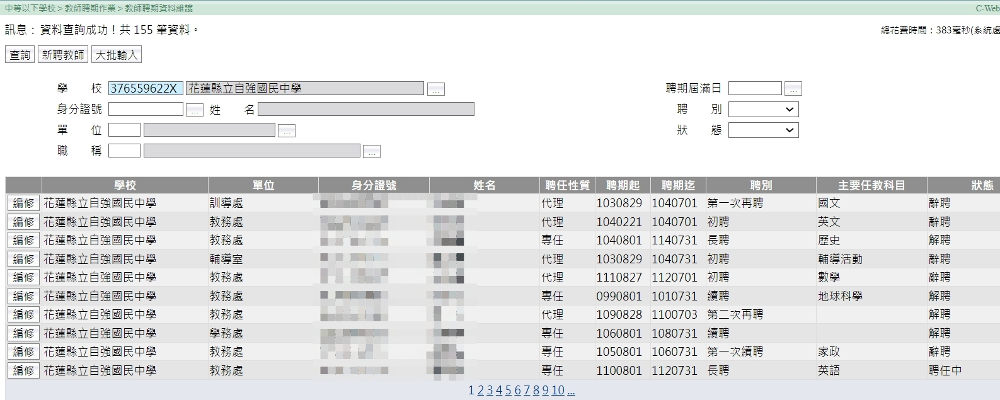 中等以下學校 > 教師聘期作業 > 教師聘期資料維護 C-Web
訊息：資料查詢成功！共 155 筆資料。 總花費時間：383毫秒(系統處
查詢 新聘教師 大批輸入
學 校 376559622X 花蓮縣立自強國民中學 ... 聘期屆滿日 ...
身分證號 ... 姓 名 聘 別
單 位 ... 狀 態
職 稱 ...
學校 單位 身分證號 姓名 聘任性質 聘期起 聘期迄 聘別 主要任教科目 狀態
編修 花蓮縣立自強國民中學 訓導處 代理 1030829 1040701 第一次再聘 國文 辭聘
編修 花蓮縣立自強國民中學 教務處 代理 1040221 1040701 初聘 英文 辭聘
編修 花蓮縣立自強國民中學 教務處 專任 1040801 1140731 長聘 歷史 解聘
編修 花蓮縣立自強國民中學 輔導室 代理 1030829 1040731 初聘 輔導活動 辭聘
編修 花蓮縣立自強國民中學 教務處 代理 1110827 1120701 初聘 數學 辭聘
編修 花蓮縣立自強國民中學 教務處 專任 0990801 1010731 續聘 地球科學 解聘
編修 花蓮縣立自強國民中學 教務處 代理 1090828 1100703 第二次再聘 解聘
編修 花蓮縣立自強國民中學 學務處 專任 1060801 1080731 續聘 解聘
編修 花蓮縣立自強國民中學 教務處 專任 1050801 1060731 第一次續聘 家政 辭聘
編修 花蓮縣立自強國民中學 教務處 專任 1100801 1120731 長聘 英語 聘任中
1 2 3 4 5 6 7 8 9 10 ...